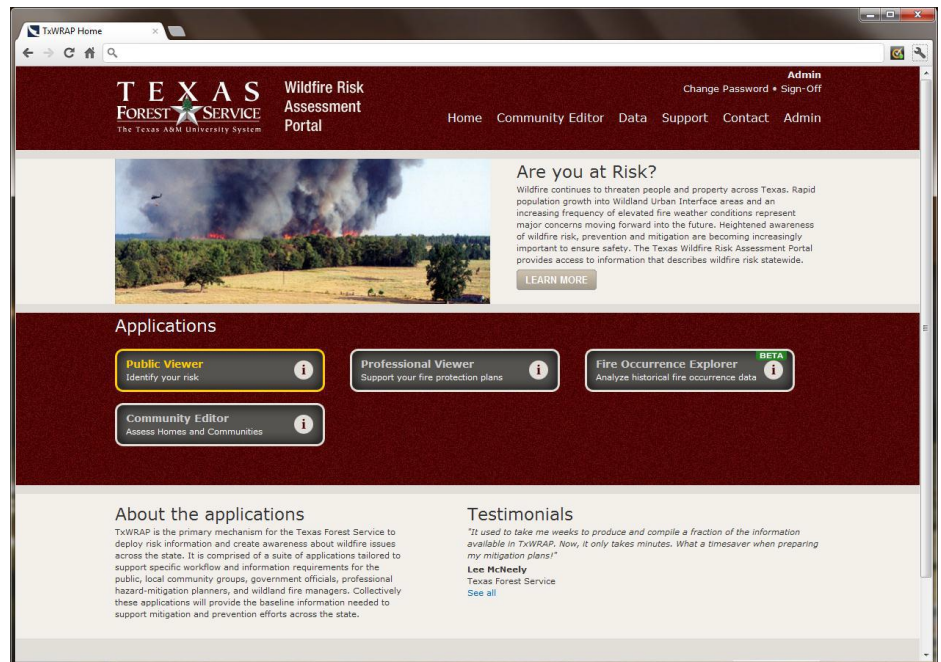 TxWRAP Home
Admin
Change Password • Sign-Off
TEXAS
FOREST SERVICE
The Texas A&M University System
Wildfire Risk
Assessment
Portal
Home Community Editor Data Support Contact Admin
Are you at Risk?
Wildfire continues to threaten people and property across Texas. Rapid
population growth into Wildland Urban Interface areas and an
increasing frequency of elevated fire weather conditions represent
major concerns moving forward into the future. Heightened awareness
of wildfire risk, prevention and mitigation are becoming increasingly
important to ensure safety. The Texas Wildfire Risk Assessment Portal
provides access to information that describes wildfire risk statewide.
LEARN MORE
Applications
Public Viewer
Identify your risk
i
Professional Viewer
Support your fire protection plans
i
BETA
Fire Occurrence Explorer
Analyze historical fire occurrence data
i
Community Editor
Assess Homes and Communities
i
About the applications
TxWRAP is the primary mechanism for the Texas Forest Service to
deploy risk information and create awareness about wildfire issues
across the state. It is comprised of a suite of applications tailored to
support specific workflow and information requirements for the
public, local community groups, government officials, professional
hazard-mitigation planners, and wildland fire managers. Collectively
these applications will provide the baseline information needed to
support mitigation and prevention efforts across the state.
Testimonials
"It used to take me weeks to produce and compile a fraction of the information
available in TxWRAP. Now, it only takes minutes. What a timesaver when preparing
my mitigation plans!"
Lee McNeely
Texas Forest Service
See all